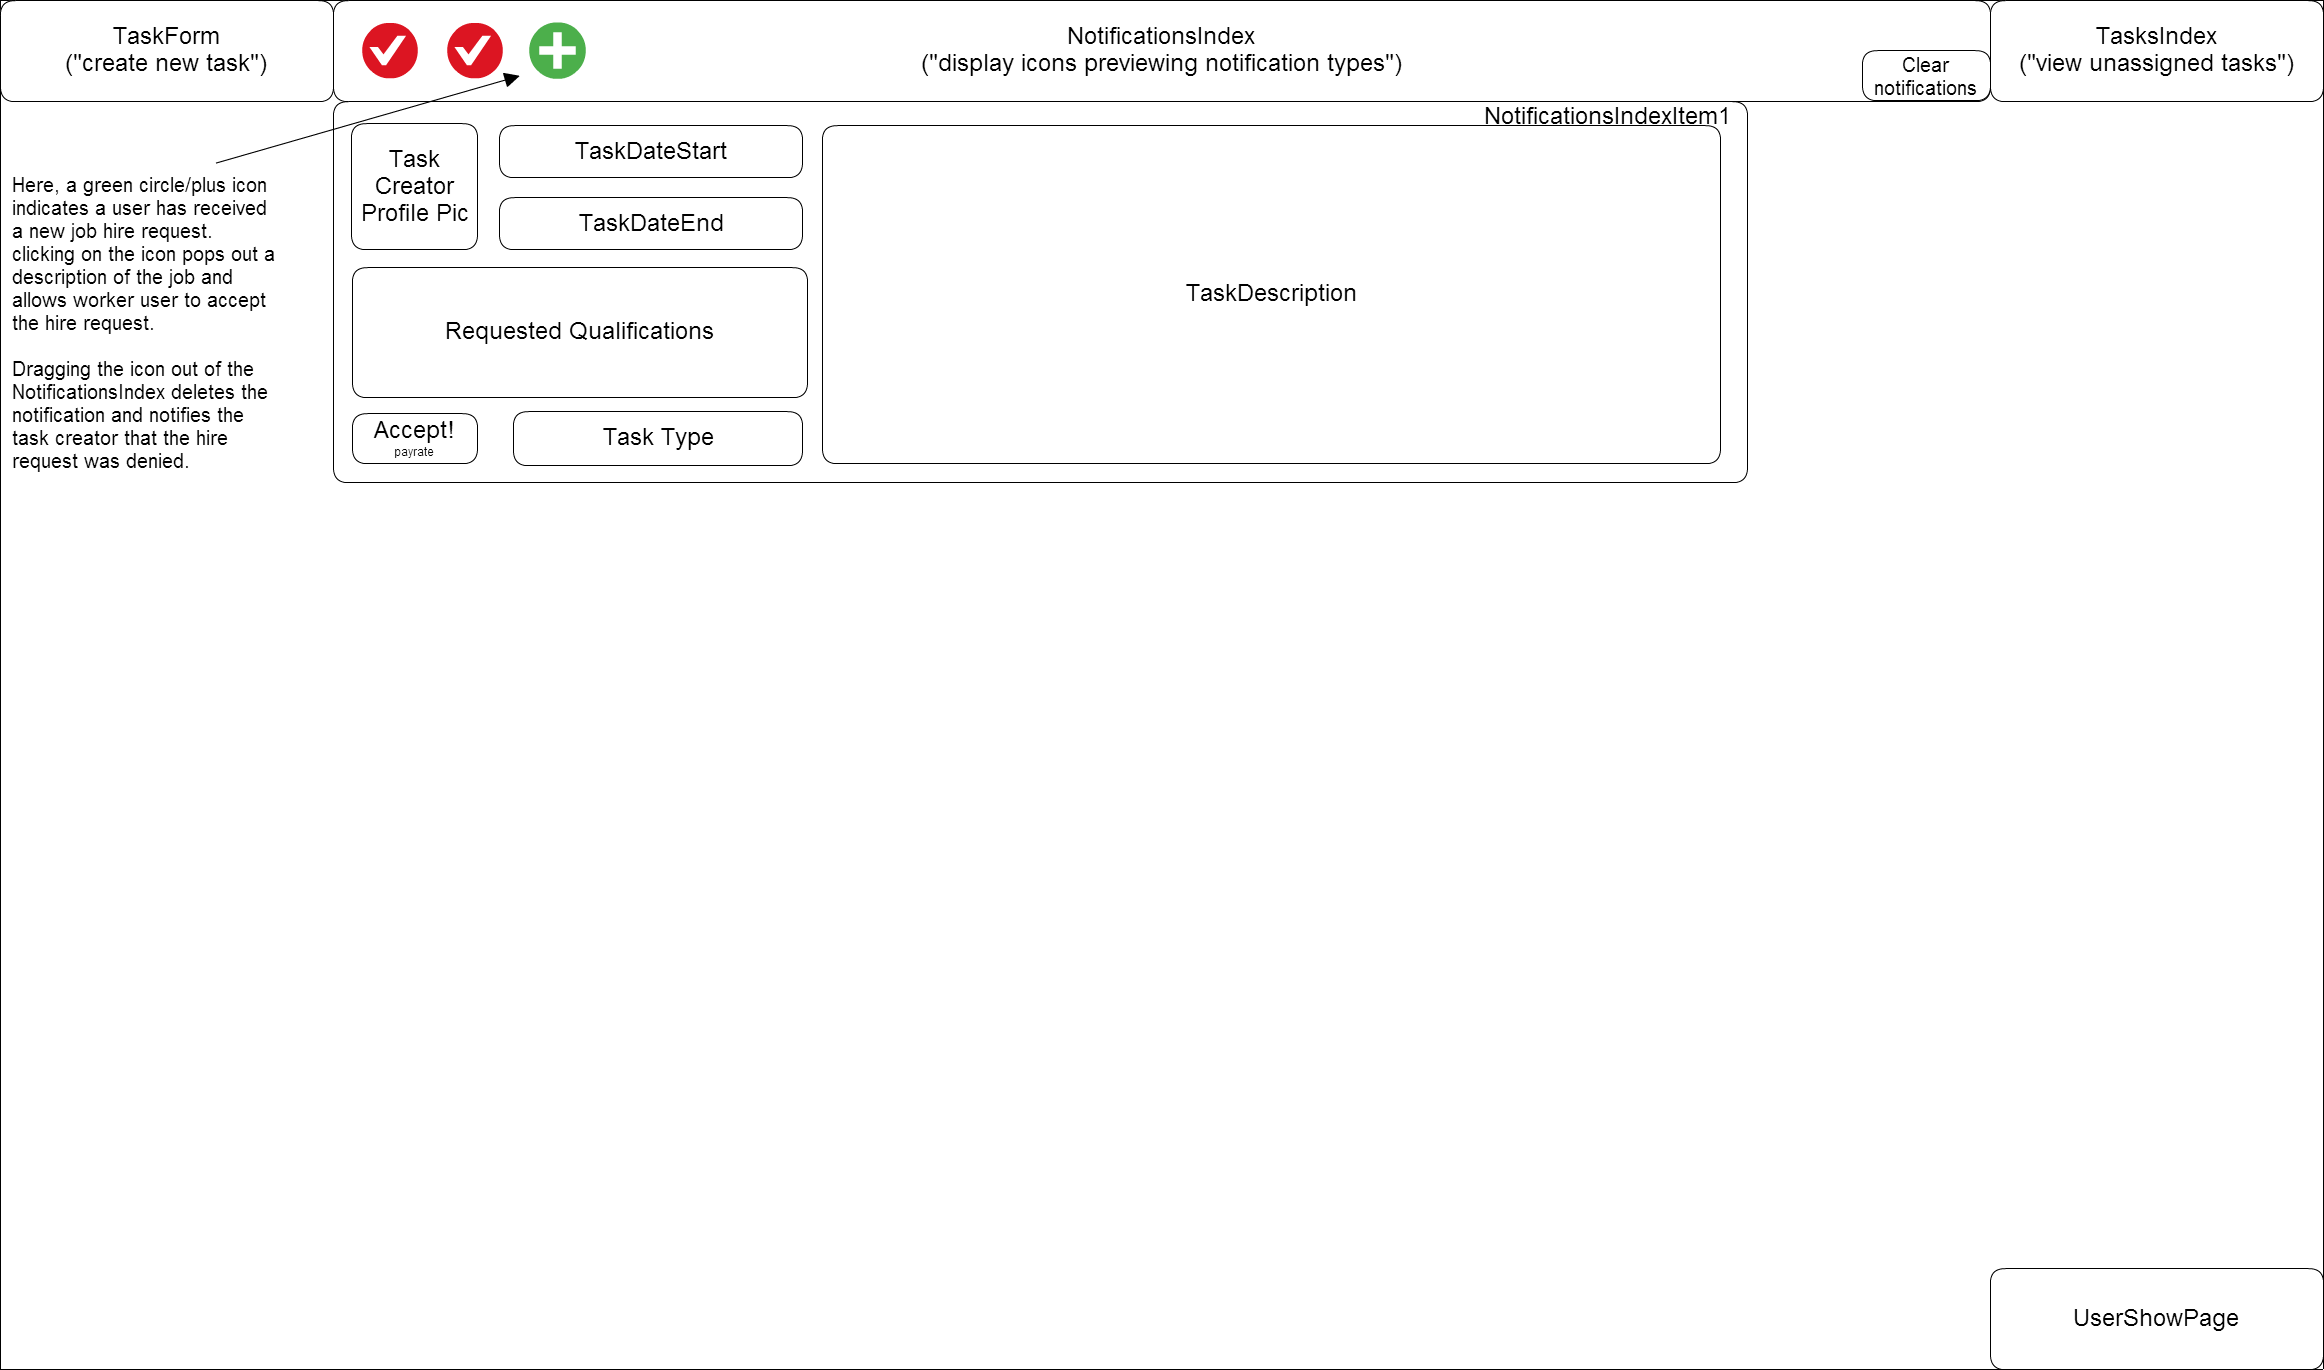 TaskForm
("create new task")
NotificationsIndex
("display icons previewing notification types")
Clear
notifications
TasksIndex
("view unassigned tasks")
Here, a green circle/plus icon
indicates a user has received
a new job hire request.
clicking on the icon pops out a
description of the job and
allows worker user to accept
the hire request.
Dragging the icon out of the
NotificationsIndex deletes the
notification and notifies the
task creator that the hire
request was denied.
NotificationsIndexItem1
Task
Creator
Profile Pic
TaskDateStart
TaskDateEnd
Requested Qualifications
Accept!
payrate
Task Type
TaskDescription
UserShowPage